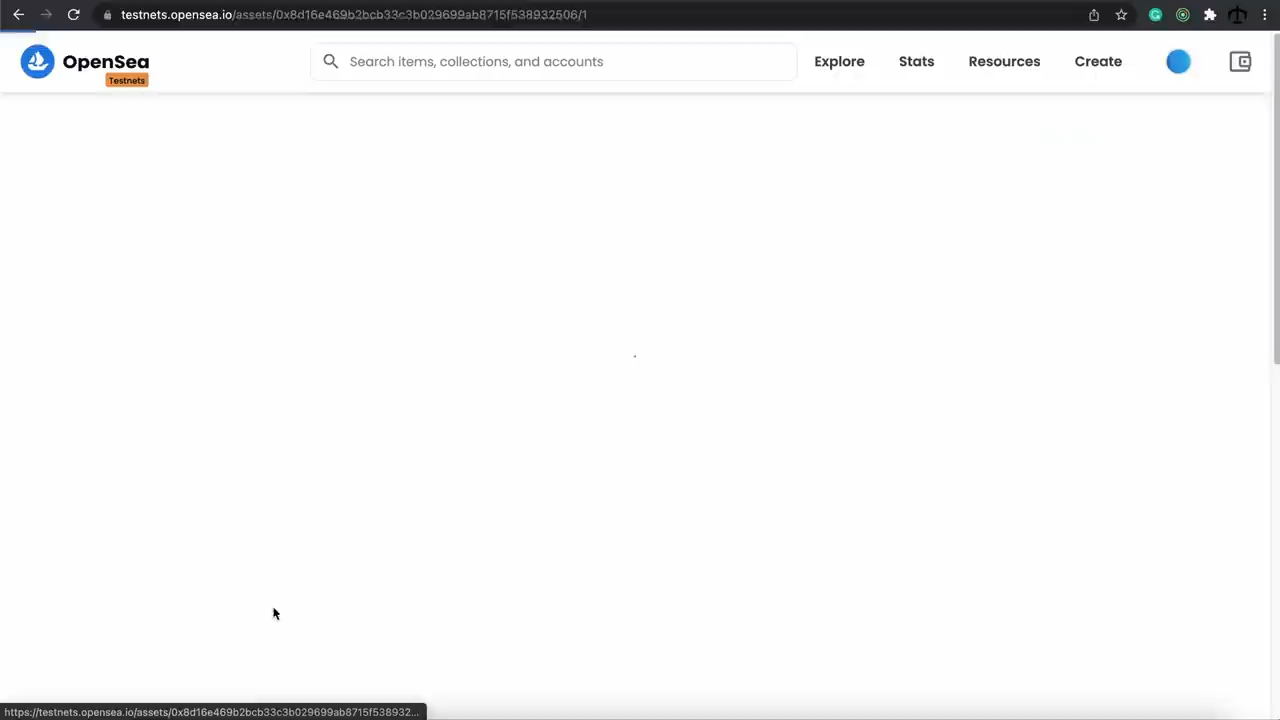 testnets.opensea.io/assets/0x8d16e469b2bcb33c3b029699ab8715f538932506/1
OpenSea
Testnets
Search items, collections, and accounts
Explore
Stats
Resources
Create
https://testnets.opensea.io/assets/0x8d16e469b2bcb33c3b029699ab8715f538932...